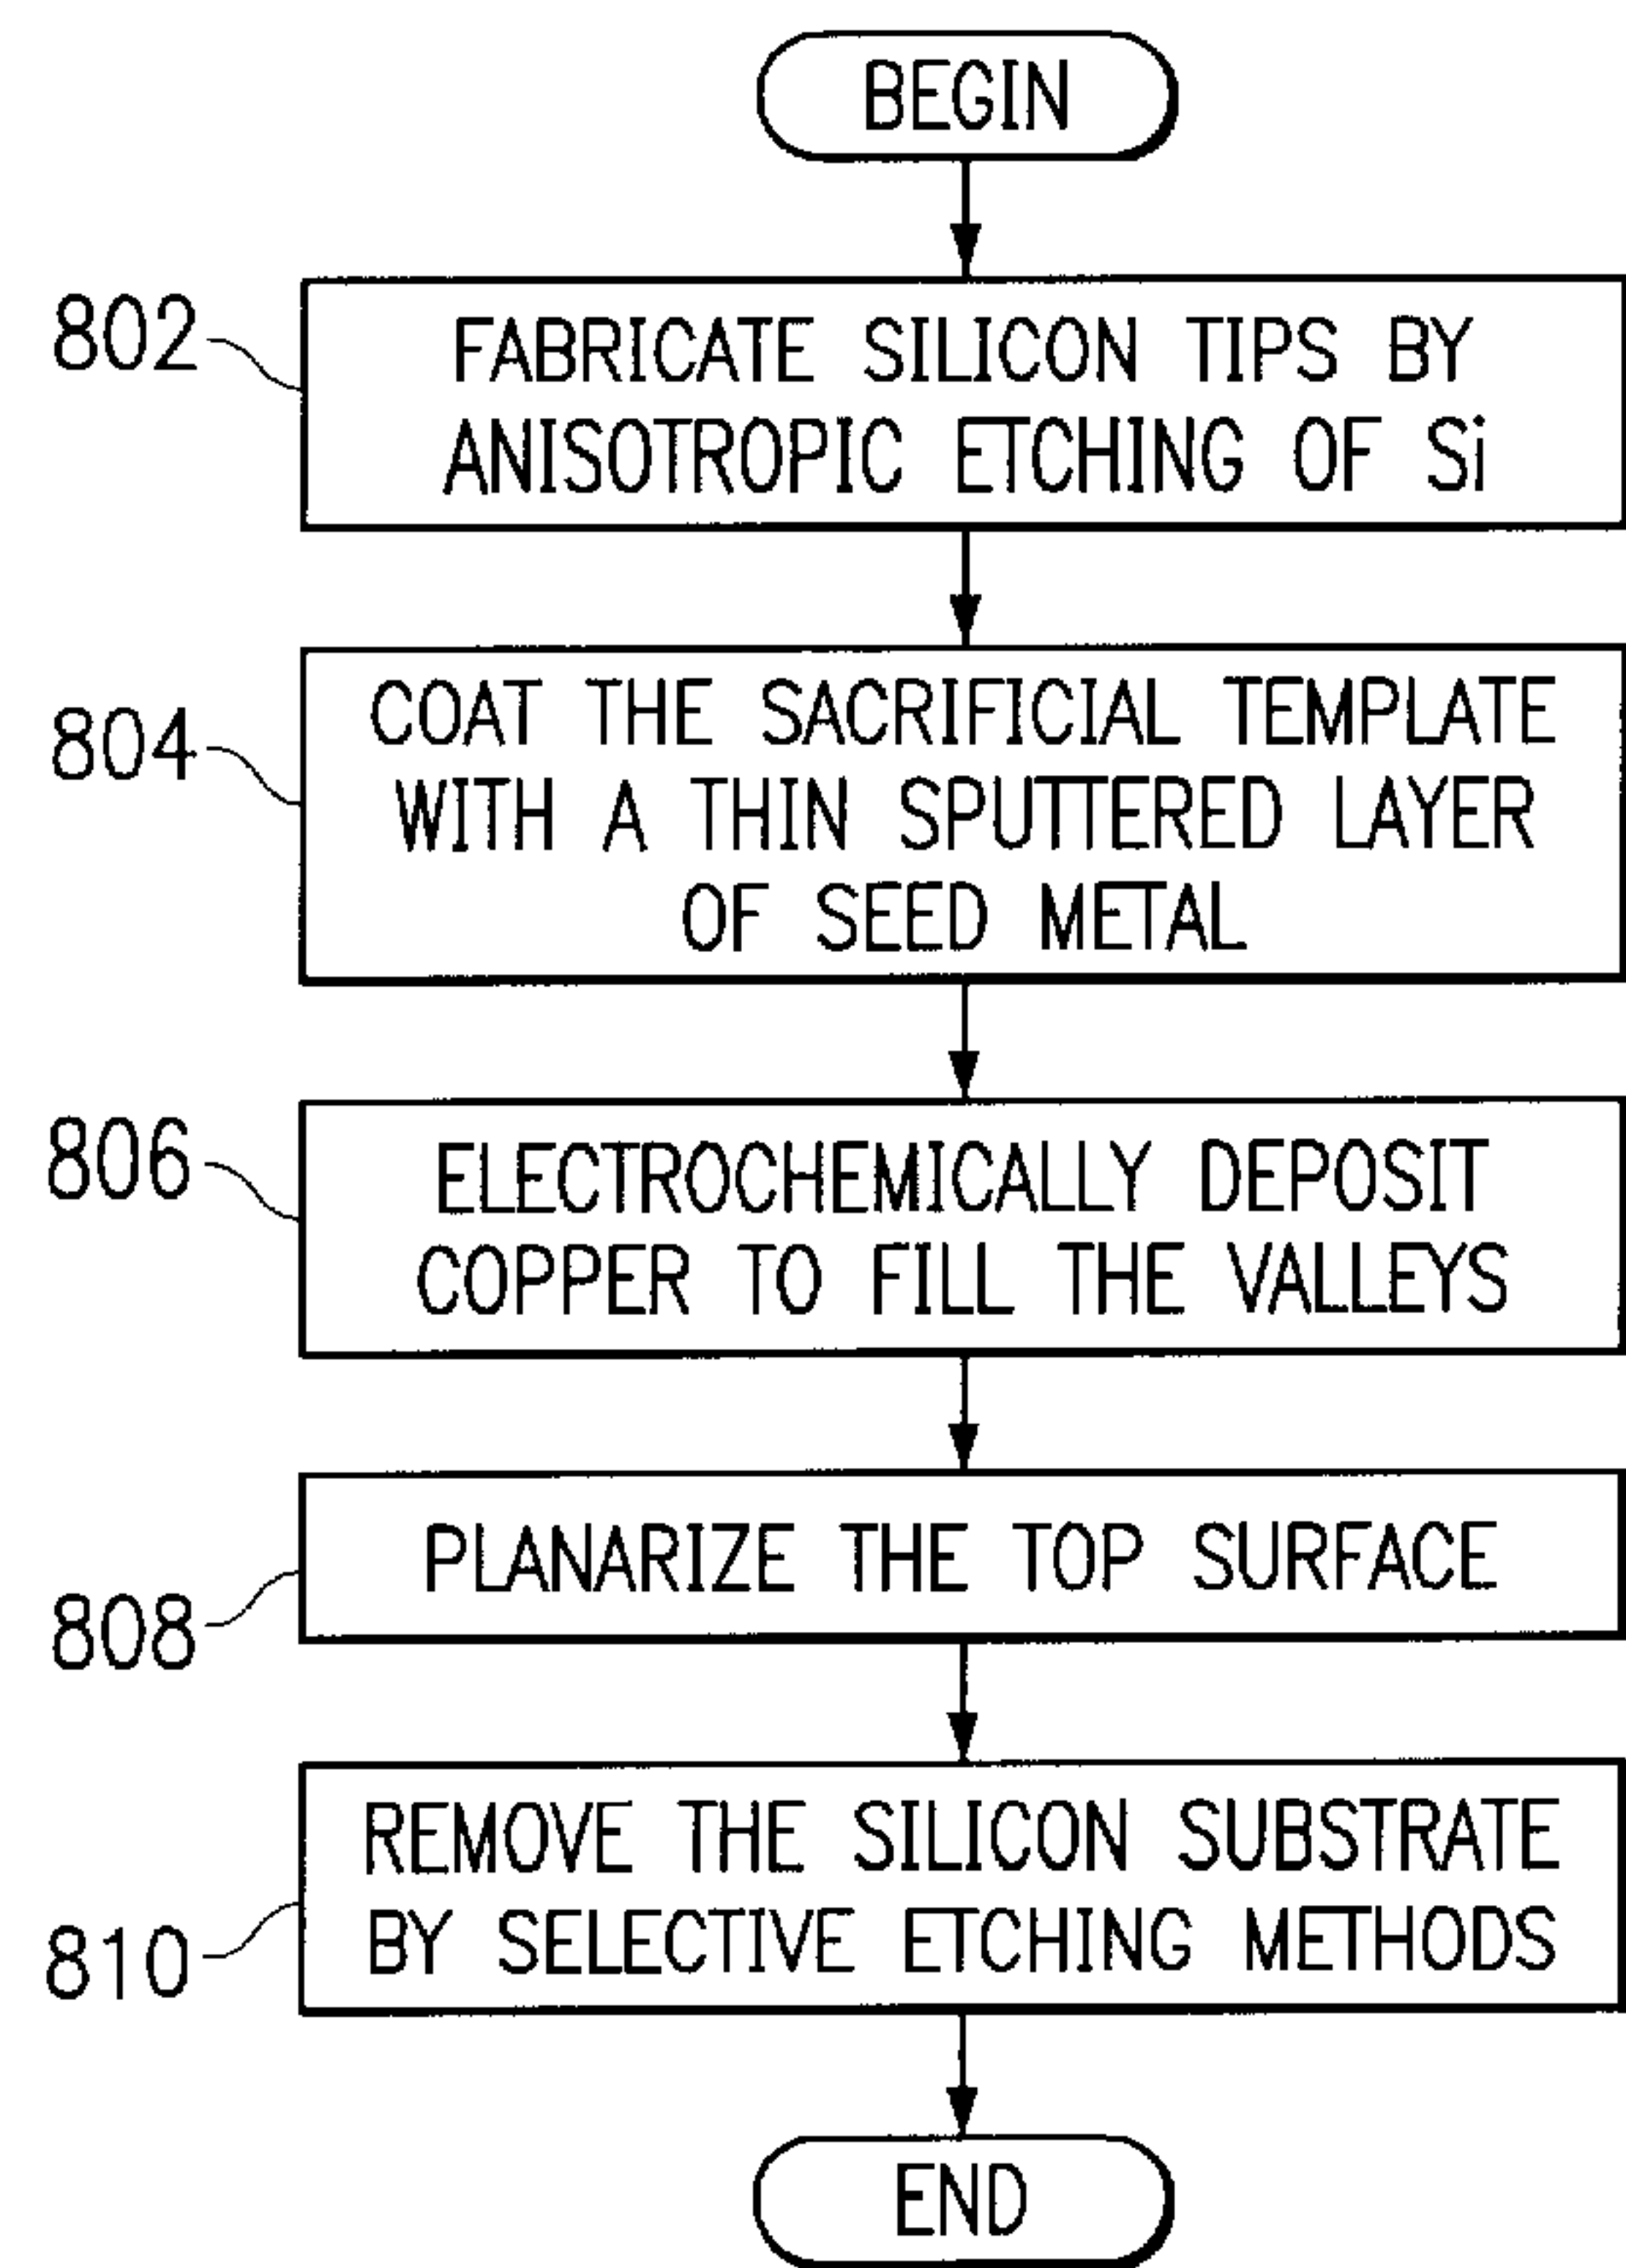 BEGIN
802
FABRICATE SILICON TIPS BY
ANISOTROPIC ETCHING OF Si
804
COAT THE SACRIFICIAL TEMPLATE
WITH A THIN SPUTTERED LAYER
OF SEED METAL
806
ELECTROCHEMICALLY DEPOSIT
COPPER TO FILL THE VALLEYS
808
PLANARIZE THE TOP SURFACE
810
REMOVE THE SILICON SUBSTRATE
BY SELECTIVE ETCHING METHODS
END